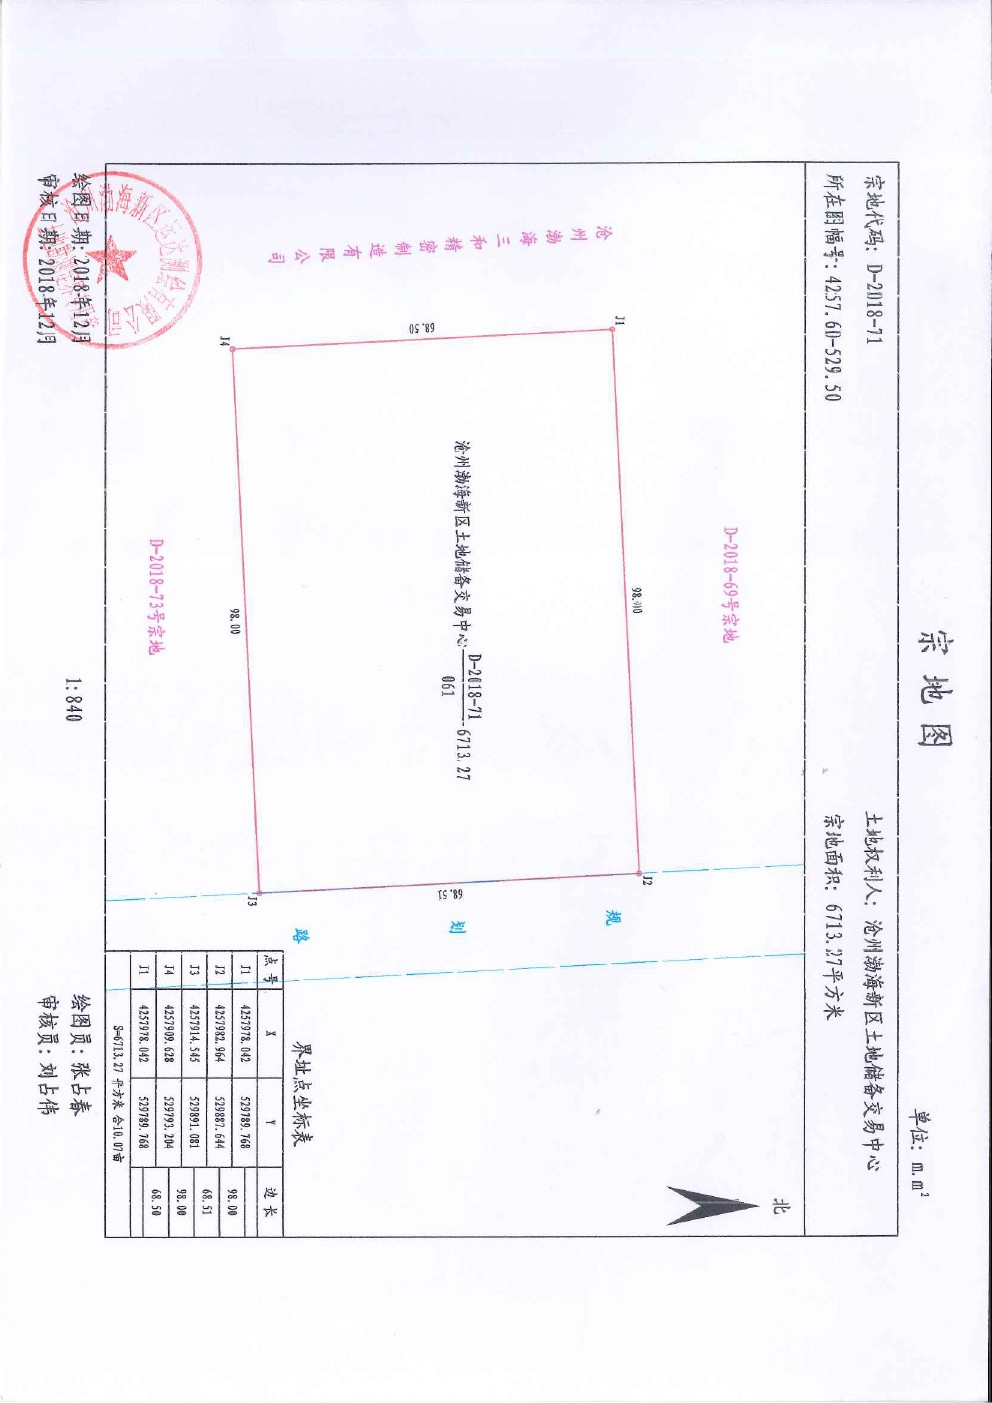 宗地图
单位: m.m²
宗地代码: D-2018-71
土地权利人: 沧州渤海新区土地储备交易中心
所在图幅号: 4257.60-529.50
宗地面积: 6713.27平方米
北
D-2018-69号宗地
沧州渤海三和精密制造有限公司
J1
98.00
J2
68.50
沧州渤海新区土地储备交易中心
D-2018-71
061
6713.27
68.51
规划路
J4
98.00
J3
D-2018-73号宗地
界址点坐标表
点号 X Y 边长
J1 4257978.042 529789.768
98.00
J2 4257982.964 529887.644
68.51
J3 4257914.545 529891.081
98.00
J4 4257909.628 529793.204
68.50
J1 4257978.042 529789.768
S=6713.27 平方米 合10.07亩
绘图日期: 2018年12月
1:840
绘图员: 张占春
审核日期: 2018年12月
审核员: 刘占伟